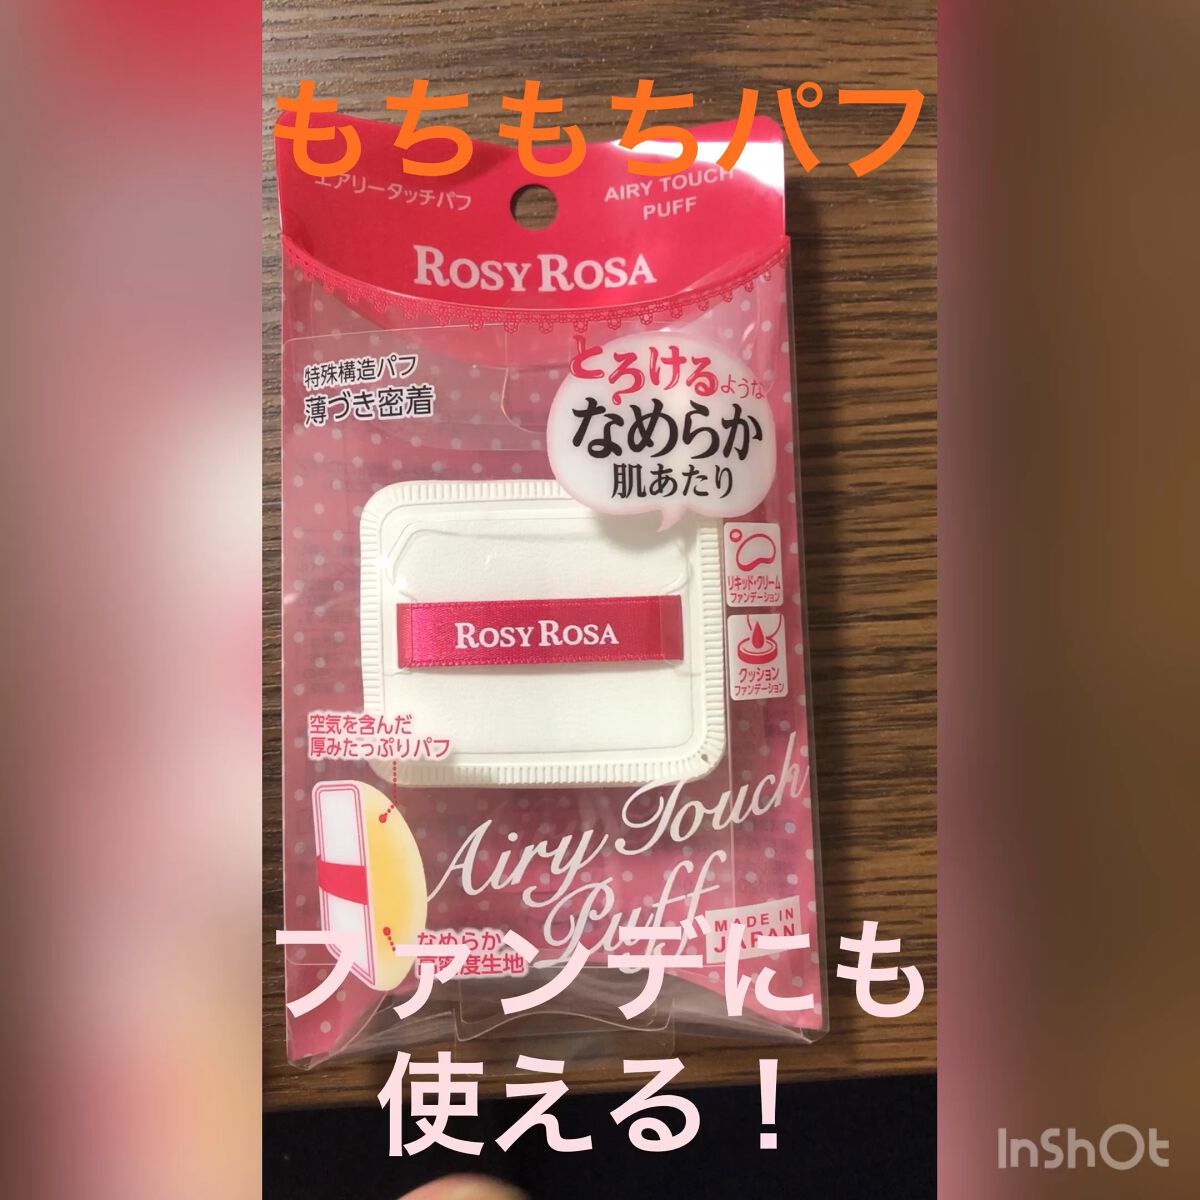 もちもちパフ
エアリータッチパフ
AIRY TOUCH
PUFF
ROSY ROSA
特殊構造パフ
薄づき密着
とろけるような
なめらか
肌あたり
リキッド・クリーム
ファンデーション
ROSY ROSA
クッション
ファンデーション
空気を含んだ
厚みたっぷりパフ
Airy Touch
Puff
MADE IN
JAPAN
なめらか
高密度生地
ファンデにも
使える！
InShOt